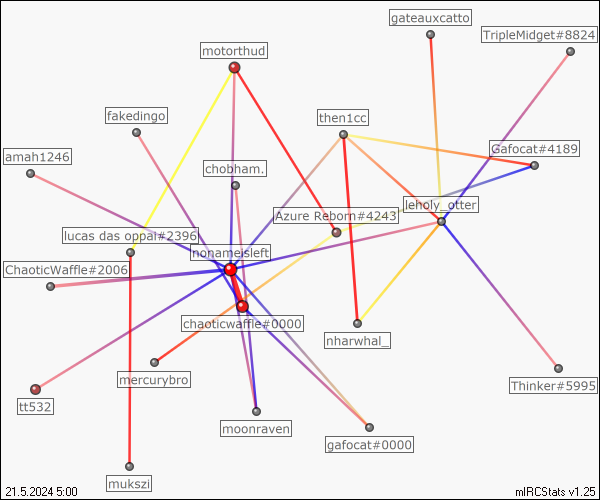 gateauxcatto
TripleMidget#8824
motorthud
fakedingo
then1cc
Gafocat#4189
amah1246
chobham.
leholy_otter
Azure Reborn#4243
lucas das oppai#2396
nonameisleft
ChaoticWaffle#2006
chaoticwaffle#0000
nharwhal_
mercurybro
Thinker#5995
tt532
moonraven
gafocat#0000
mukszi
21.5.2024 5:00
mIRCStats v1.25